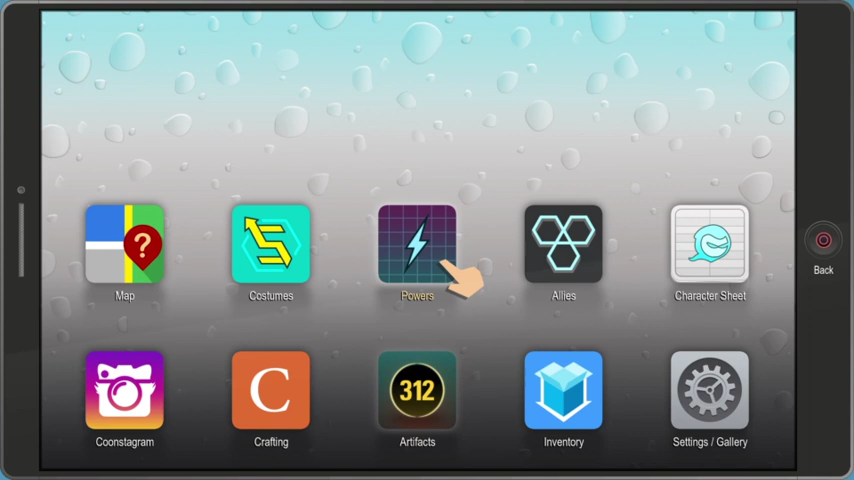 ?
Map
Costumes
Powers
Allies
Character Sheet
Back
C
312
Coonstagram
Crafting
Artifacts
Inventory
Settings / Gallery